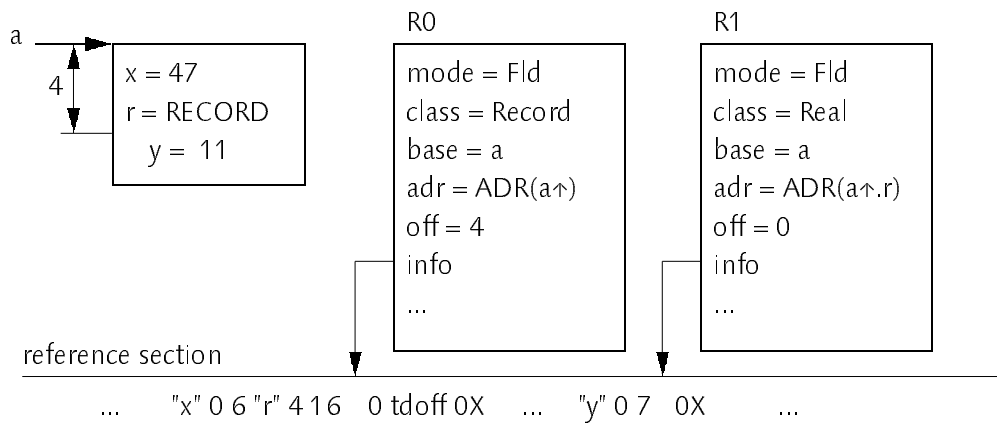 a
4
x = 47
r = RECORD
y = 11
R0
mode = Fld
class = Record
base = a
adr = ADR(a↑)
off = 4
info
...
R1
mode = Fld
class = Real
base = a
adr = ADR(a↑.r)
off = 0
info
...
reference section
... "x" 0 6 "r" 4 16 0 tdoff 0X ... "y" 0 7 0X ...